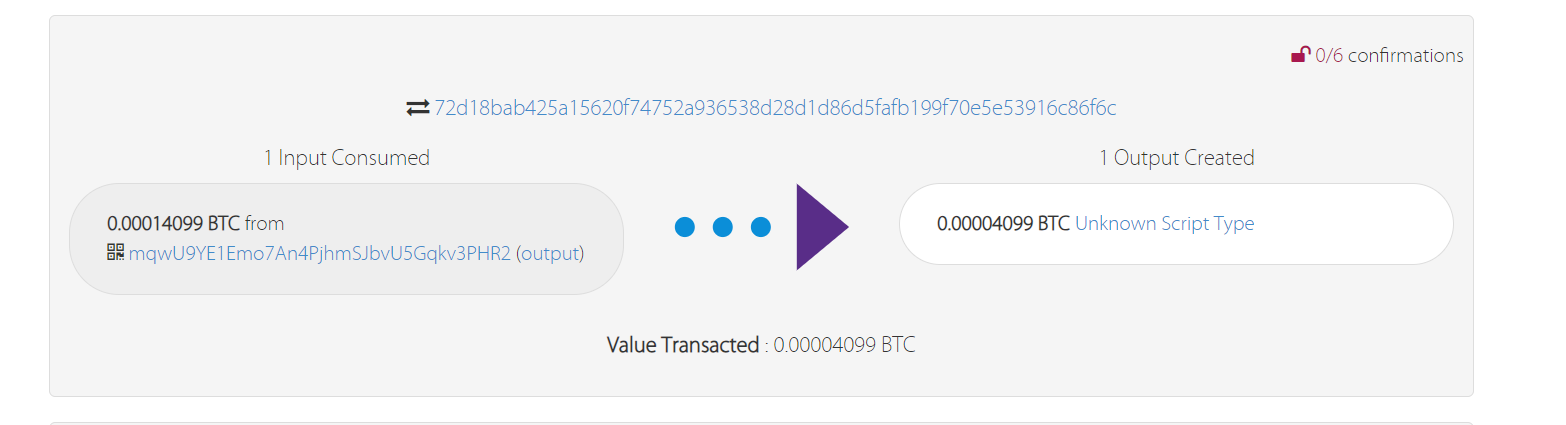 0/6 confirmations
72d18bab425a15620f74752a936538d28d1d86d5fafb199f70e5e53916c86f6c
1 Input Consumed
1 Output Created
0.00014099 BTC from
mqwU9YE1Emo7An4PjhmSJbvU5Gqkv3PHR2 (output)
0.00004099 BTC Unknown Script Type
Value Transacted : 0.00004099 BTC